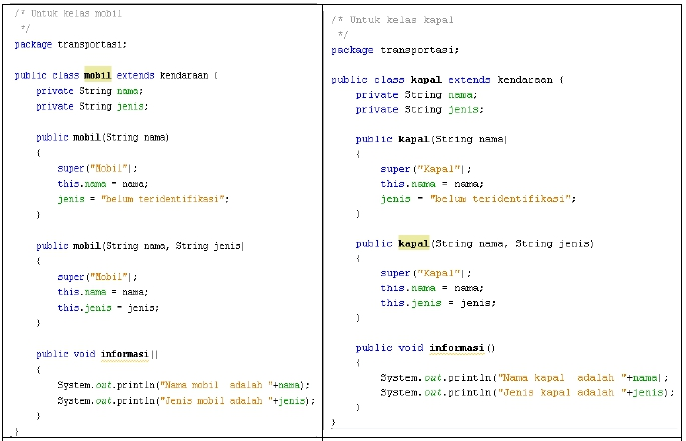 /* Untuk kelas mobil
*/
package transportasi;
public class mobil extends kendaraan {
private String nama;
private String jenis;
public mobil(String nama)
{
super("Mobil");
this.nama = nama;
jenis = "belum teridentifikasi";
}
public mobil(String nama, String jenis)
{
super("Mobil");
this.nama = nama;
this.jenis = jenis;
}
public void informasi()
{
System.out.println("Nama mobil  adalah "+nama);
System.out.println("Jenis mobil adalah "+jenis);
}
}
/* Untuk kelas kapal
*/
package transportasi;
public class kapal extends kendaraan {
private String nama;
private String jenis;
public kapal(String nama)
{
super("Kapal");
this.nama = nama;
jenis = "belum teridentifikasi";
}
public kapal(String nama, String jenis)
{
super("Kapal");
this.nama = nama;
this.jenis = jenis;
}
public void informasi()
{
System.out.println("Nama kapal  adalah "+nama);
System.out.println("Jenis kapal adalah "+jenis);
}
}